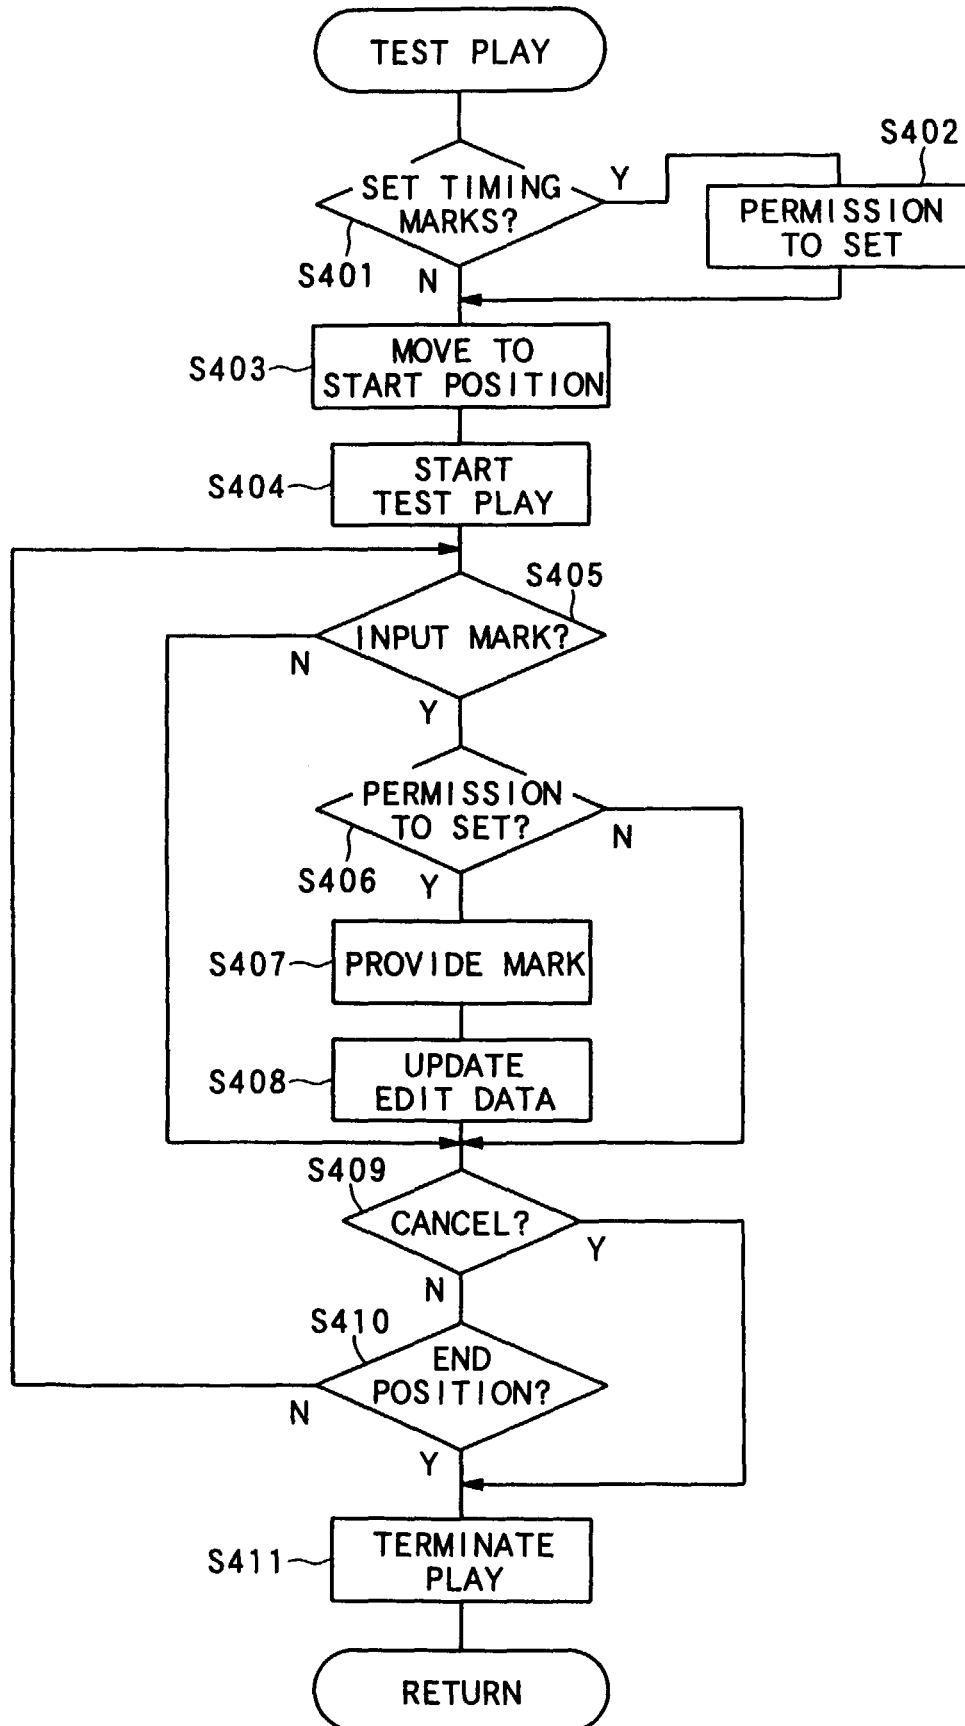 TEST PLAY
S402
SET TIMING
MARKS?
Y
PERMISSION
TO SET
S401
N
S403
MOVE TO
START POSITION
S404
START
TEST PLAY
S405
INPUT MARK?
N
Y
PERMISSION
TO SET?
N
S406
Y
S407
PROVIDE MARK
S408
UPDATE
EDIT DATA
S409
CANCEL?
Y
N
S410
END
POSITION?
N
Y
S411
TERMINATE
PLAY
RETURN